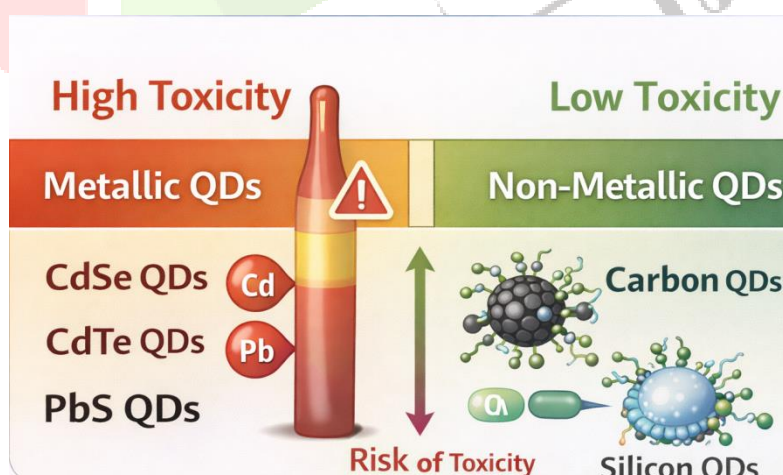 High Toxicity
Low Toxicity
Metallic QDs
Non-Metallic QDs
CdSe QDs
Cd
Carbon QDs
CdTe QDs
Pb
PbS QDs
Risk of Toxicity
Silicon QDs